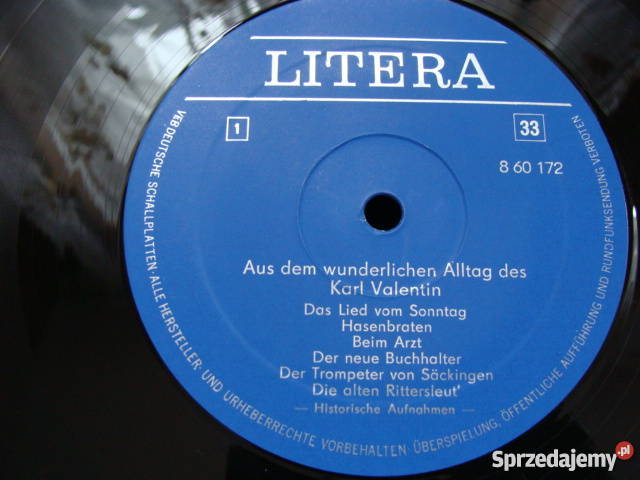 LITERA
1
33
8 60 172
Aus dem wunderlichen Alltag des
Karl Valentin
Das Lied vom Sonntag
Hasenbraten
Beim Arzt
Der neue Buchhalter
Der Trompeter von Säckingen
Die alten Rittersleut'
— Historische Aufnahmen —
VEB DEUTSCHE SCHALLPLATTEN · ALLE HERSTELLER- UND URHEBERRECHTE VORBEHALTEN · ÜBERSPIELUNG, ÖFFENTLICHE AUFFÜHRUNG UND RUNDFUNKSENDUNG VERBOTEN
Sprzedajemy.pl